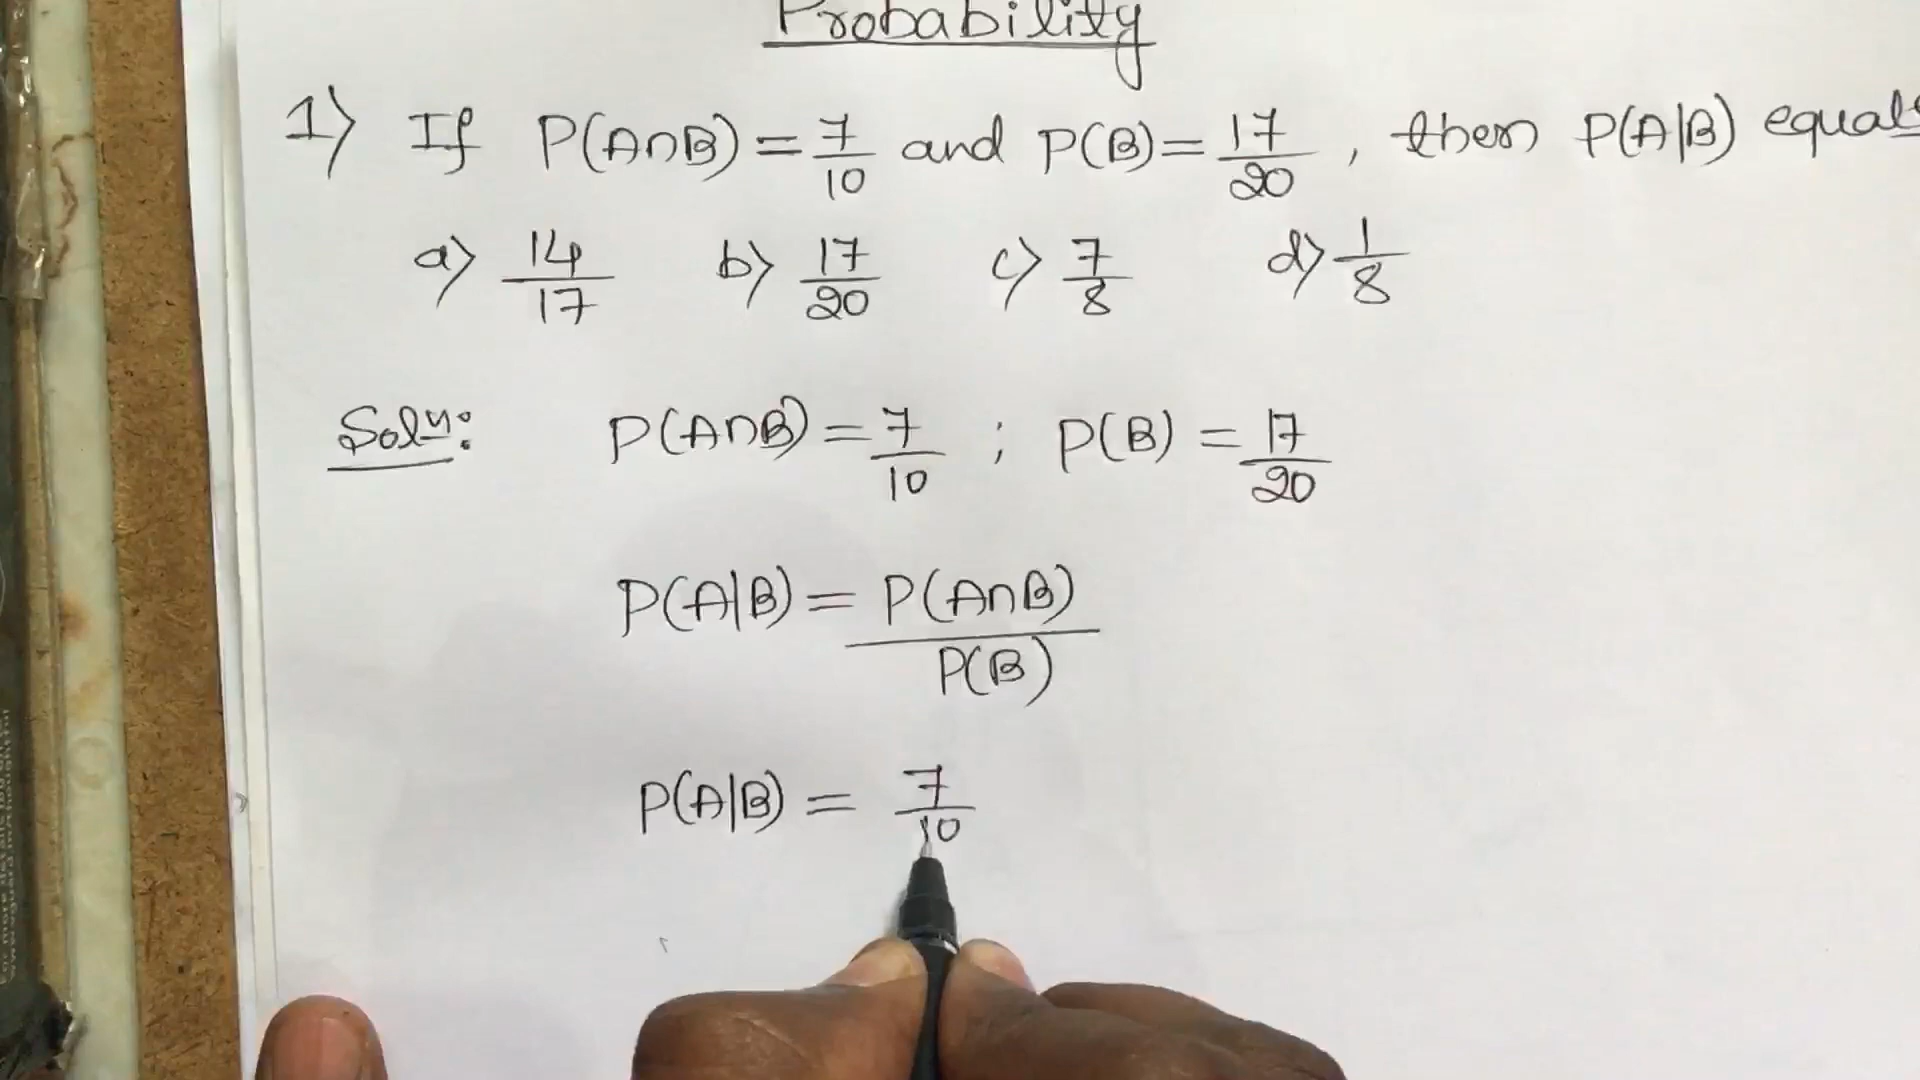 Probability
1) If P(A∩B) = 7/10 and P(B) = 17/20, then P(A|B) equals
a) 14/17 b) 17/20 c) 7/8 d) 1/8
Soln: P(A∩B) = 7/10 ; P(B) = 17/20
P(A|B) = P(A∩B)/P(B)
P(A|B) = 7/10